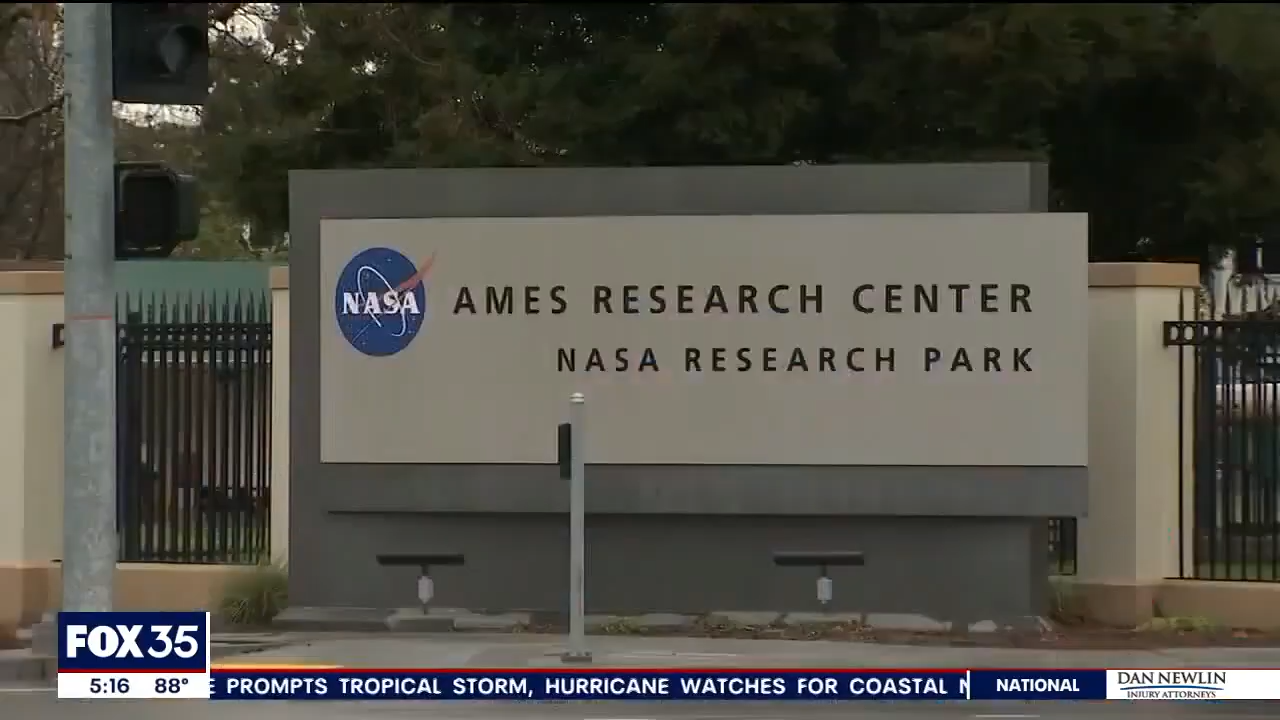 NASA
AMES RESEARCH CENTER
NASA RESEARCH PARK
FOX 35
5:16 88° E PROMPTS TROPICAL STORM, HURRICANE WATCHES FOR COASTAL
NATIONAL
DAN NEWLIN
INJURY ATTORNEYS